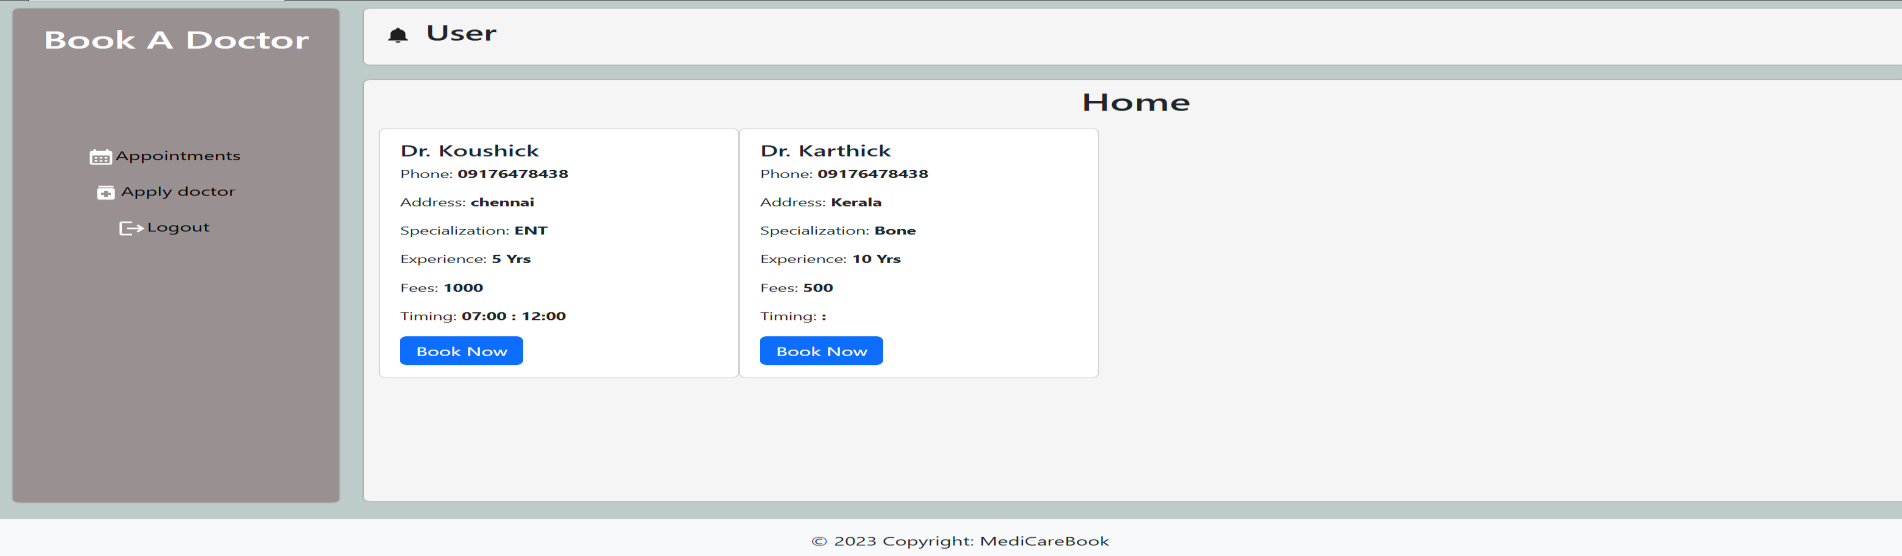 Book A Doctor
Appointments
Apply doctor
Logout
User
Home
Dr. Koushick
Phone: 09176478438
Address: chennai
Specialization: ENT
Experience: 5 Yrs
Fees: 1000
Timing: 07:00 : 12:00
Book Now
Dr. Karthick
Phone: 09176478438
Address: Kerala
Specialization: Bone
Experience: 10 Yrs
Fees: 500
Timing: :
Book Now
© 2023 Copyright: MediCareBook